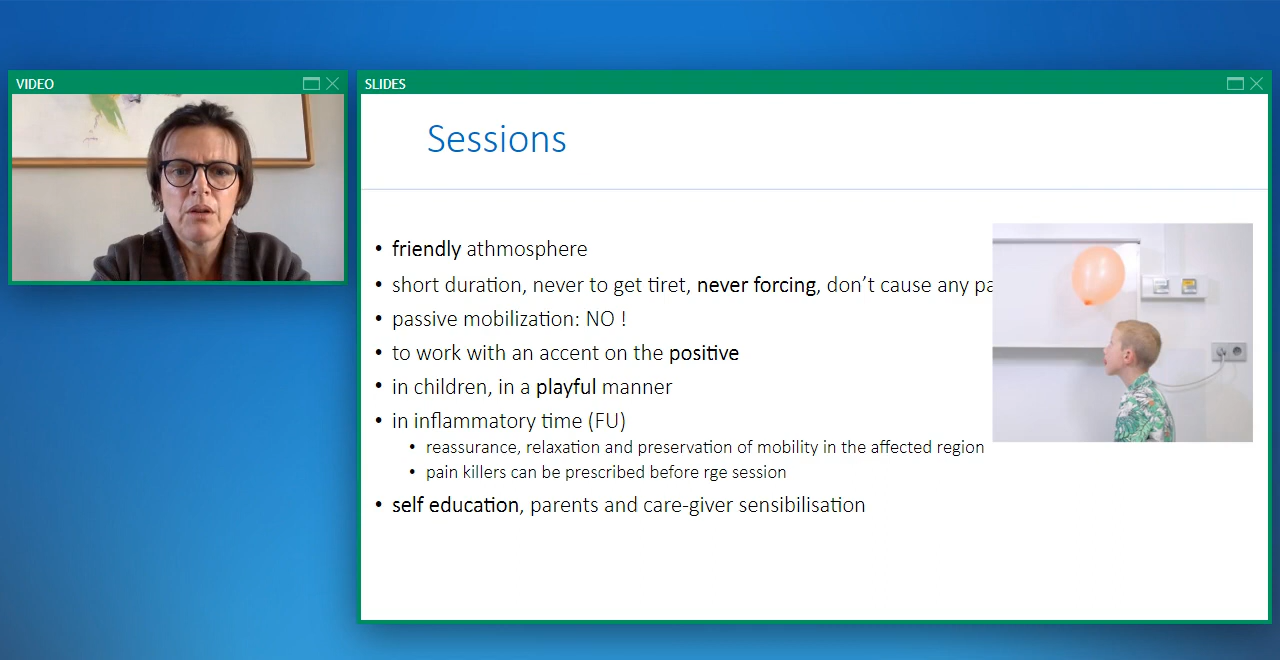 VIDEO
SLIDES
Sessions
• friendly athmosphere
• short duration, never to get tiret, never forcing, don't cause any pa
• passive mobilization: NO !
• to work with an accent on the positive
• in children, in a playful manner
• in inflammatory time (FU)
• reassurance, relaxation and preservation of mobility in the affected region
• pain killers can be prescribed before rge session
• self education, parents and care-giver sensibilisation